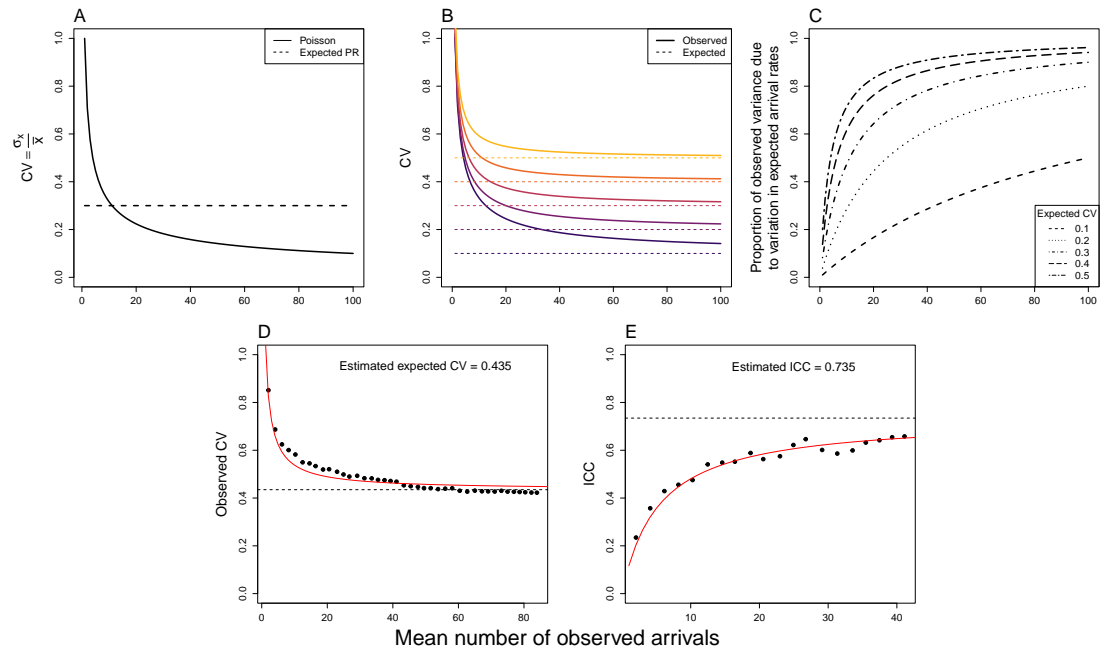 A
CV = σx / x̄
1.0
0.8
0.6
0.4
0.2
0.0
Poisson
Expected PR
0 20 40 60 80 100
B
CV
1.0
0.8
0.6
0.4
0.2
0.0
Observed
Expected
0 20 40 60 80 100
C
Proportion of observed variance due
to variation in expected arrival rates
1.0
0.8
0.6
0.4
0.2
0.0
Expected CV
0.1
0.2
0.3
0.4
0.5
0 20 40 60 80 100
D
Observed CV
1.0
0.8
0.6
0.4
0.2
0.0
Estimated expected CV = 0.435
0 20 40 60 80
E
ICC
1.0
0.8
0.6
0.4
0.2
0.0
Estimated ICC = 0.735
10 20 30 40
Mean number of observed arrivals